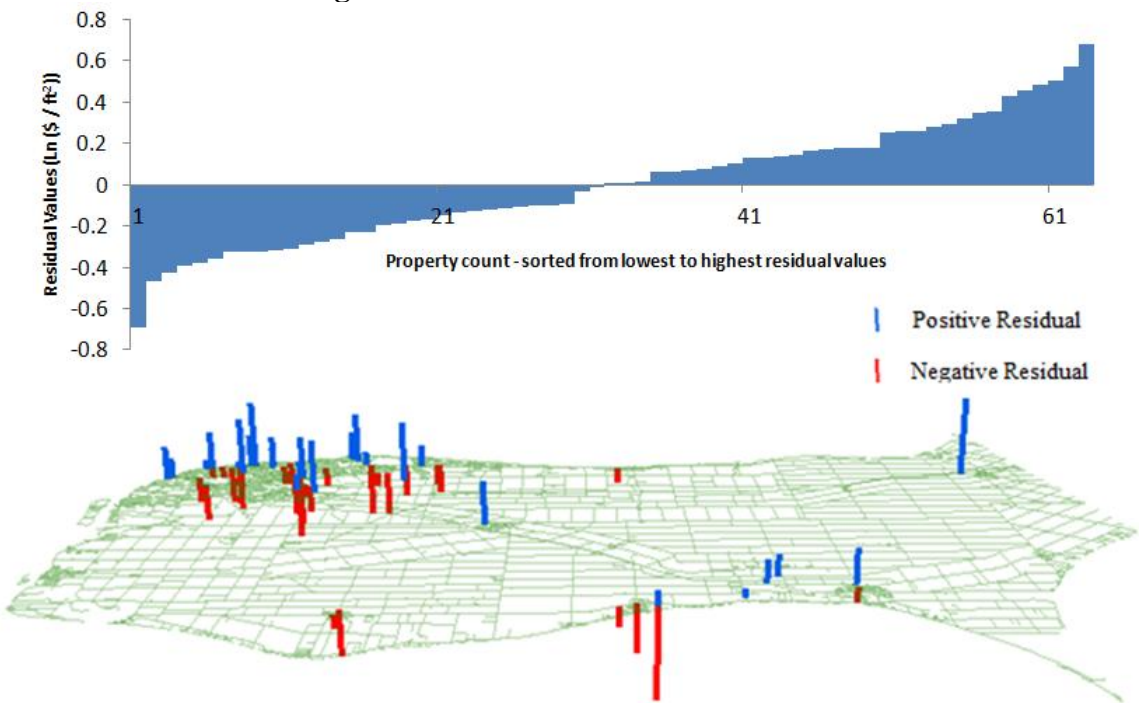 0.8
0.6
0.4
0.2
0
-0.2
-0.4
-0.6
-0.8
Residual Values (Ln ($ / ft²))
1 21 41 61
Property count - sorted from lowest to highest residual values
Positive Residual
Negative Residual